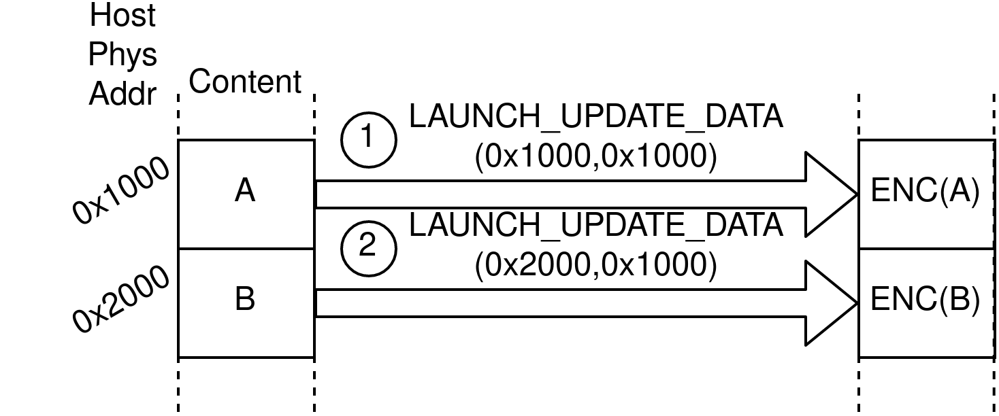 Host
Phys
Addr
Content
1
LAUNCH_UPDATE_DATA
(0x1000,0x1000)
0x1000
A
ENC(A)
2
LAUNCH_UPDATE_DATA
(0x2000,0x1000)
0x2000
B
ENC(B)